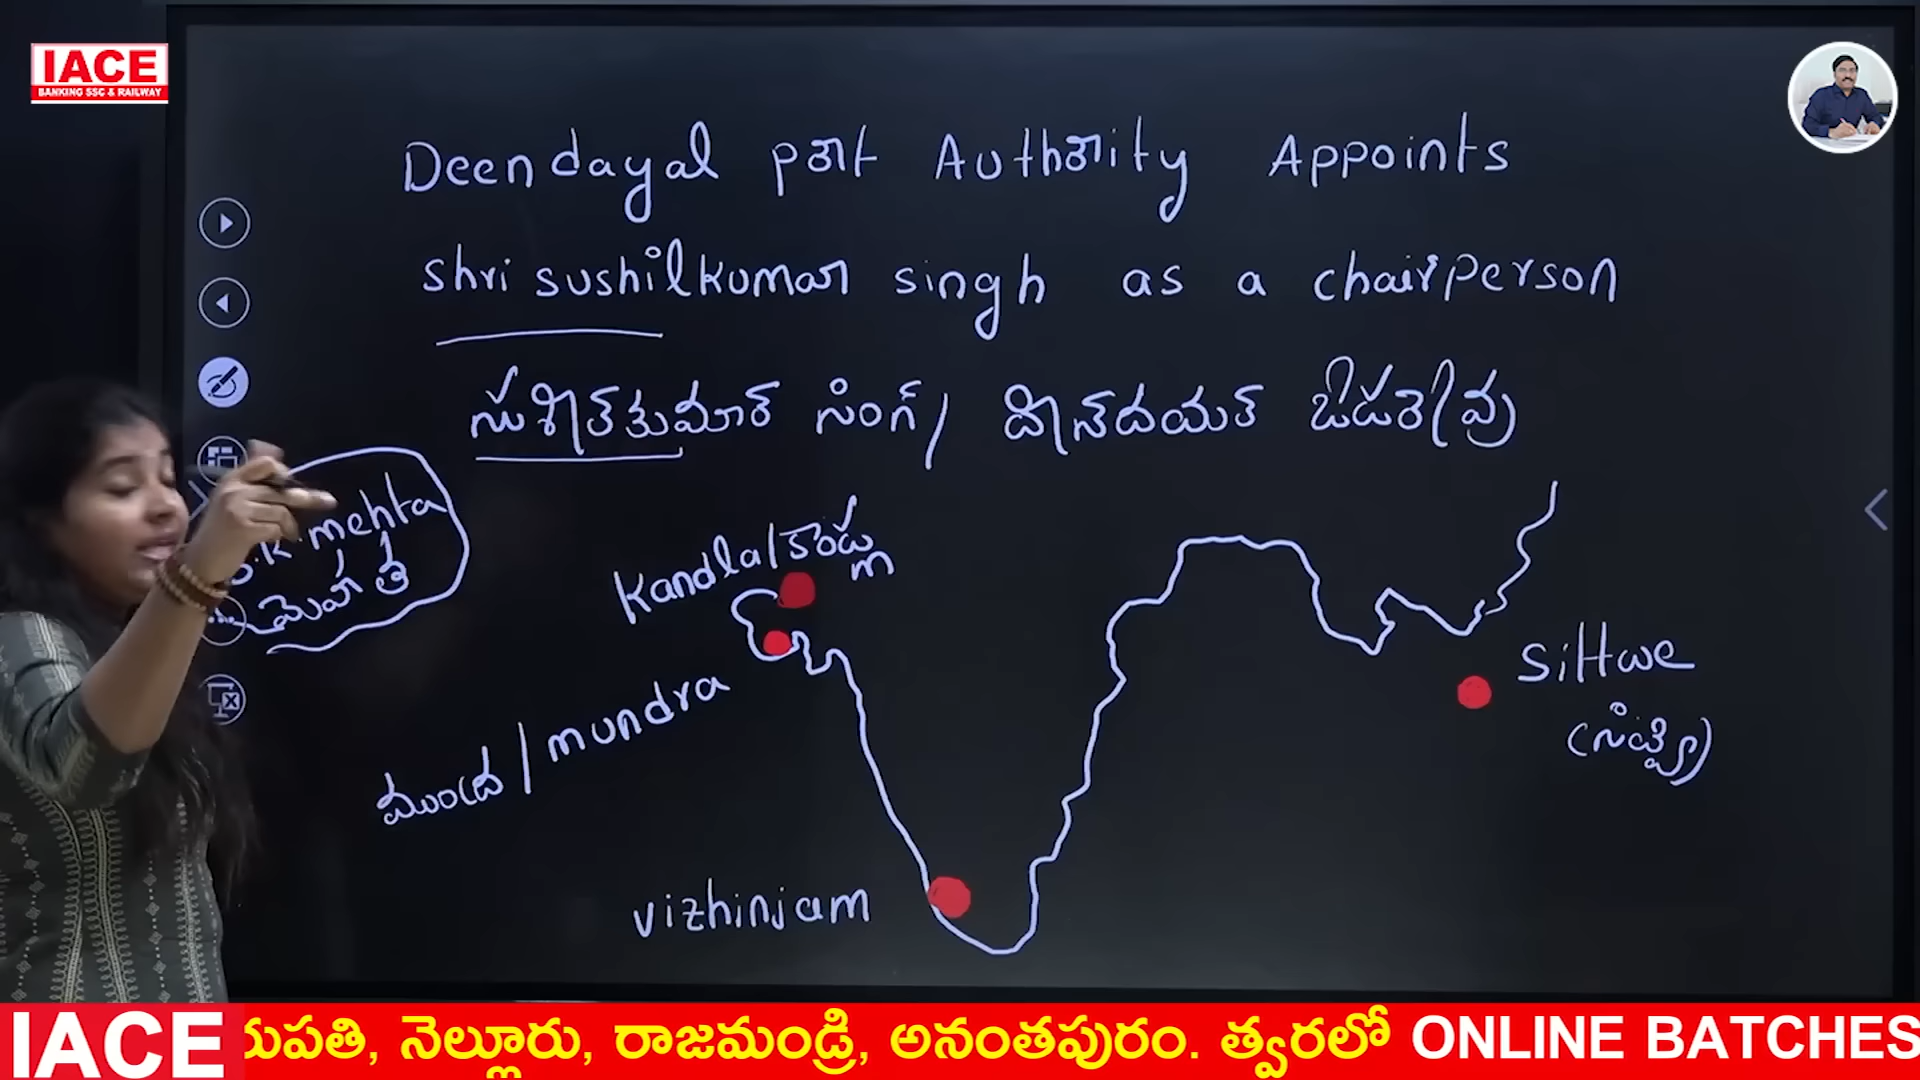 IACE
BANKING SSC & RAILWAY
Deendayal port Authority Appoints
shri sushilkumar singh as a chairperson
సుశీల్‌కుమార్ సింగ్ / దీన్‌దయల్ ఓడరేవు
mehta
మెహతా
Kandla / కాండ్లా
ముంద్ర / mundra
Sittwe
(సిట్వే)
vizhinjam
IACE
పతి, నెల్లూరు, రాజమండ్రి, అనంతపురం. త్వరలో ONLINE BATCHES